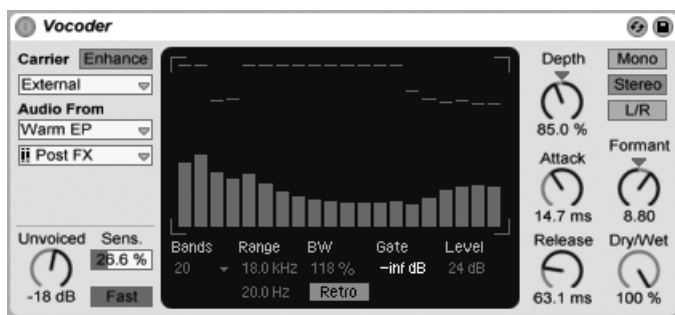 Vocoder
Carrier Enhance
External
Audio From
Warm EP
Post FX
Unvoiced Sens.
26.6 %
-18 dB Fast
Bands Range BW Gate Level
20 18.0 kHz 118 % -inf dB 24 dB
20.0 Hz Retro
Depth Mono
Stereo
L/R
85.0 %
Attack Formant
14.7 ms 8.80
Release Dry/Wet
63.1 ms 100 %